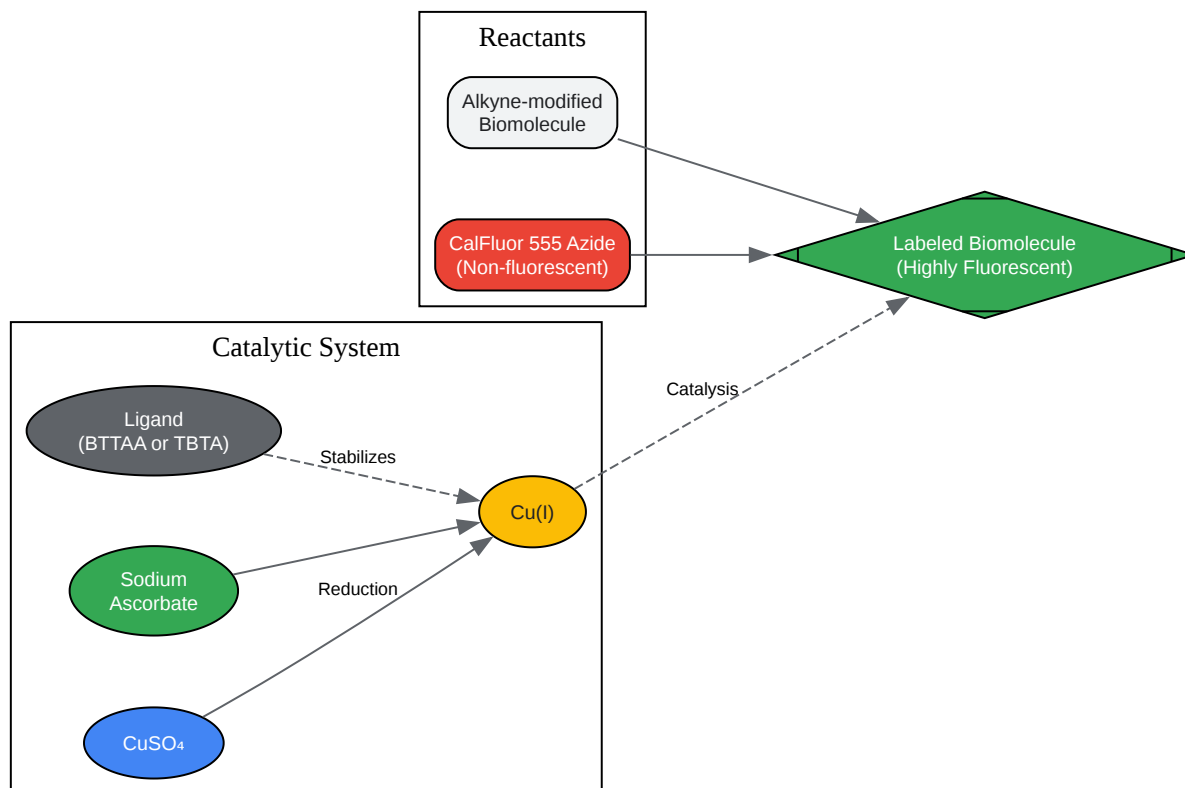 Reactants
Alkyne-modified
Biomolecule
CalFluor 555 Azide
(Non-fluorescent)
Labeled Biomolecule
(Highly Fluorescent)
Catalytic System
Ligand
(BTTAA or TBTA)
Stabilizes
Catalysis
Cu(I)
Sodium
Ascorbate
Reduction
CuSO₄